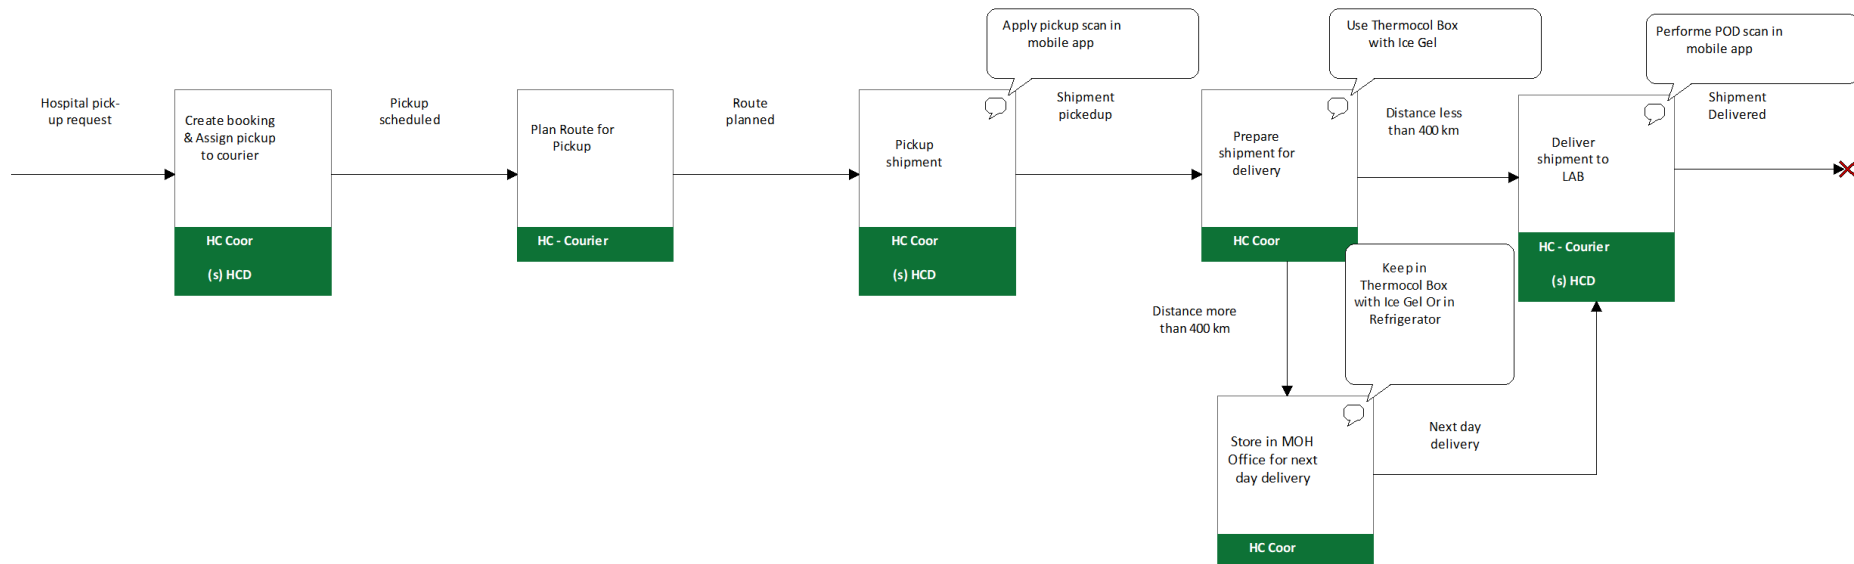 Hospital pick-
up request
Create booking
& Assign pickup
to courier
HC Coor
(s) HCD
Pickup
scheduled
Plan Route for
Pickup
HC - Courier
Route
planned
Apply pickup scan in
mobile app
Pickup
shipment
HC Coor
(s) HCD
Shipment
pickedup
Use Thermocol Box
with Ice Gel
Prepare
shipment for
delivery
HC Coor
Distance less
than 400 km
Performe POD scan in
mobile app
Deliver
shipment to
LAB
HC - Courier
(s) HCD
Shipment
Delivered
Distance more
than 400 km
Keep in
Thermocol Box
with Ice Gel Or in
Refrigerator
Store in MOH
Office for next
day delivery
HC Coor
Next day
delivery